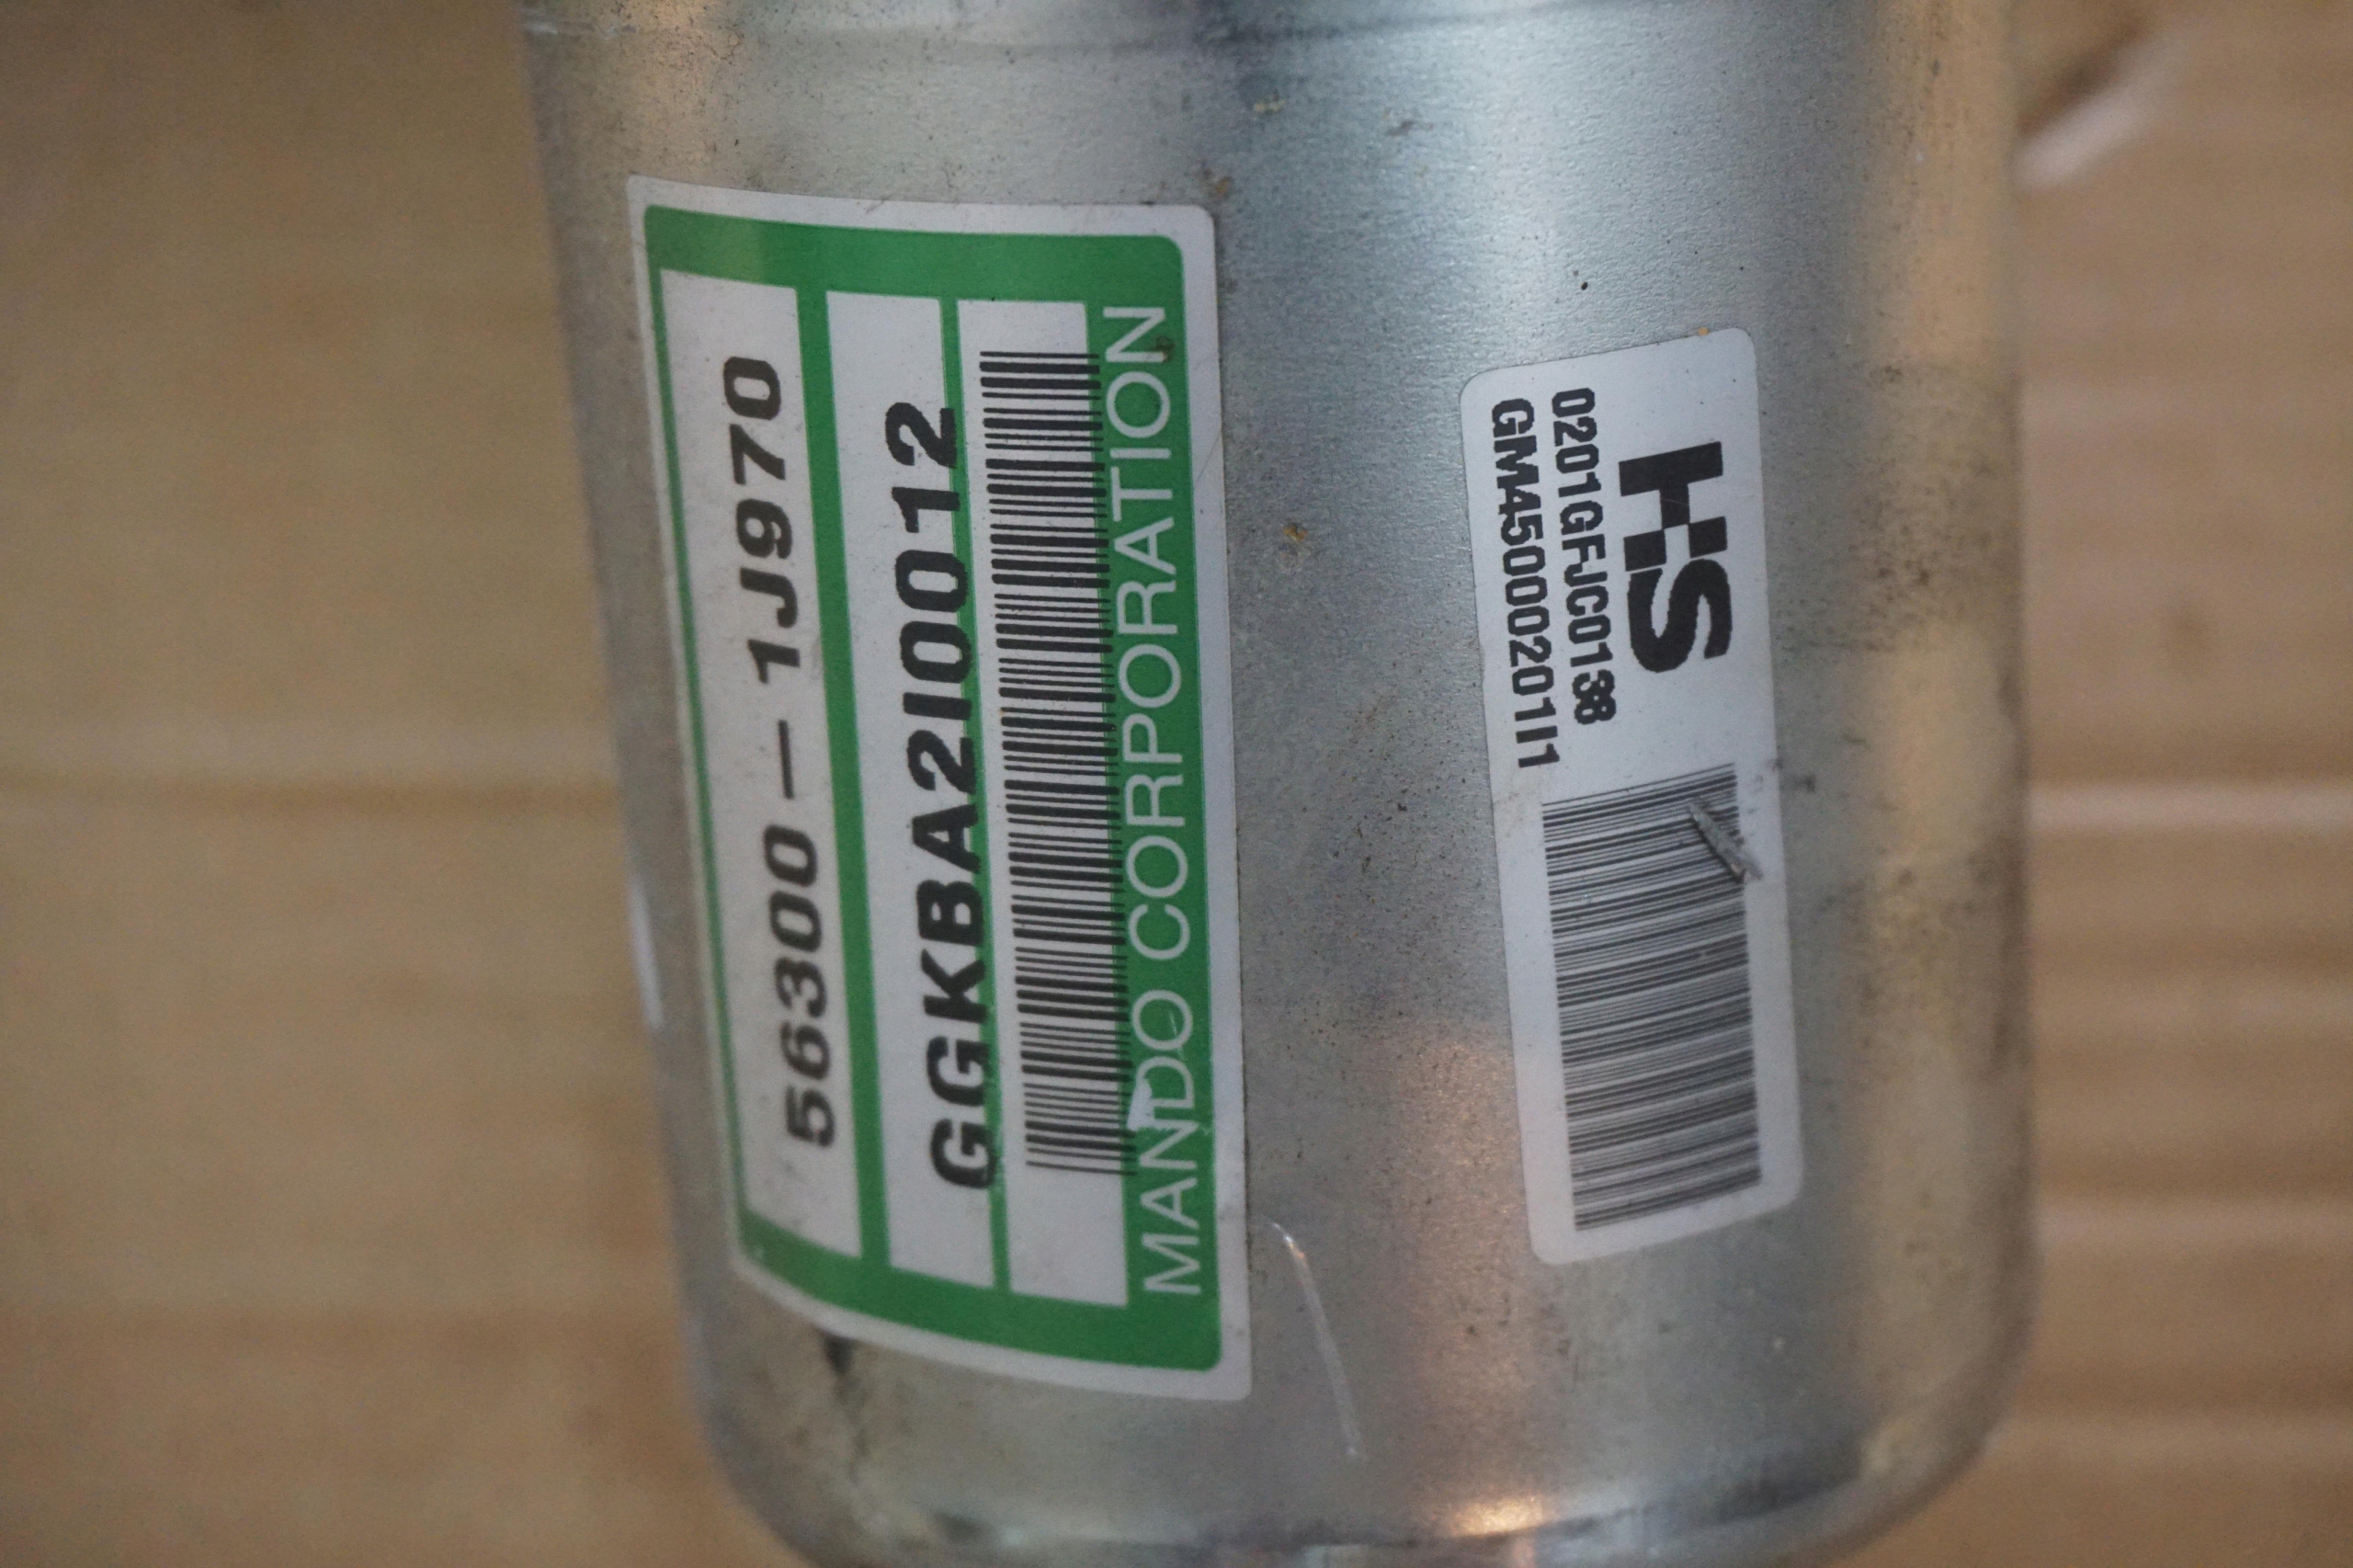 56300-1J970
GGKBA2I0012
MANDO CORPORATION
HS
0201GFJC0138
GM45000201I1